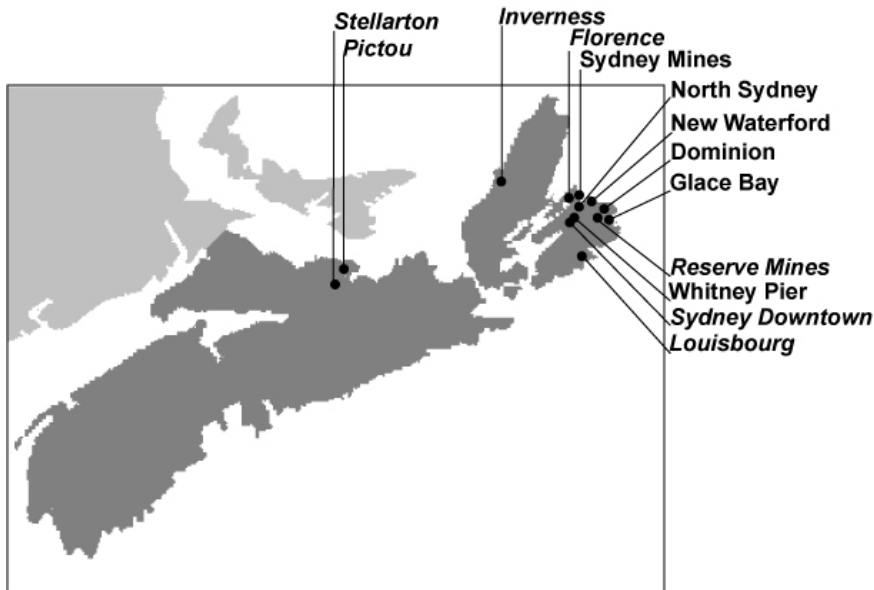 Stellarton
Pictou
Inverness
Florence
Sydney Mines
North Sydney
New Waterford
Dominion
Glace Bay
Reserve Mines
Whitney Pier
Sydney Downtown
Louisbourg